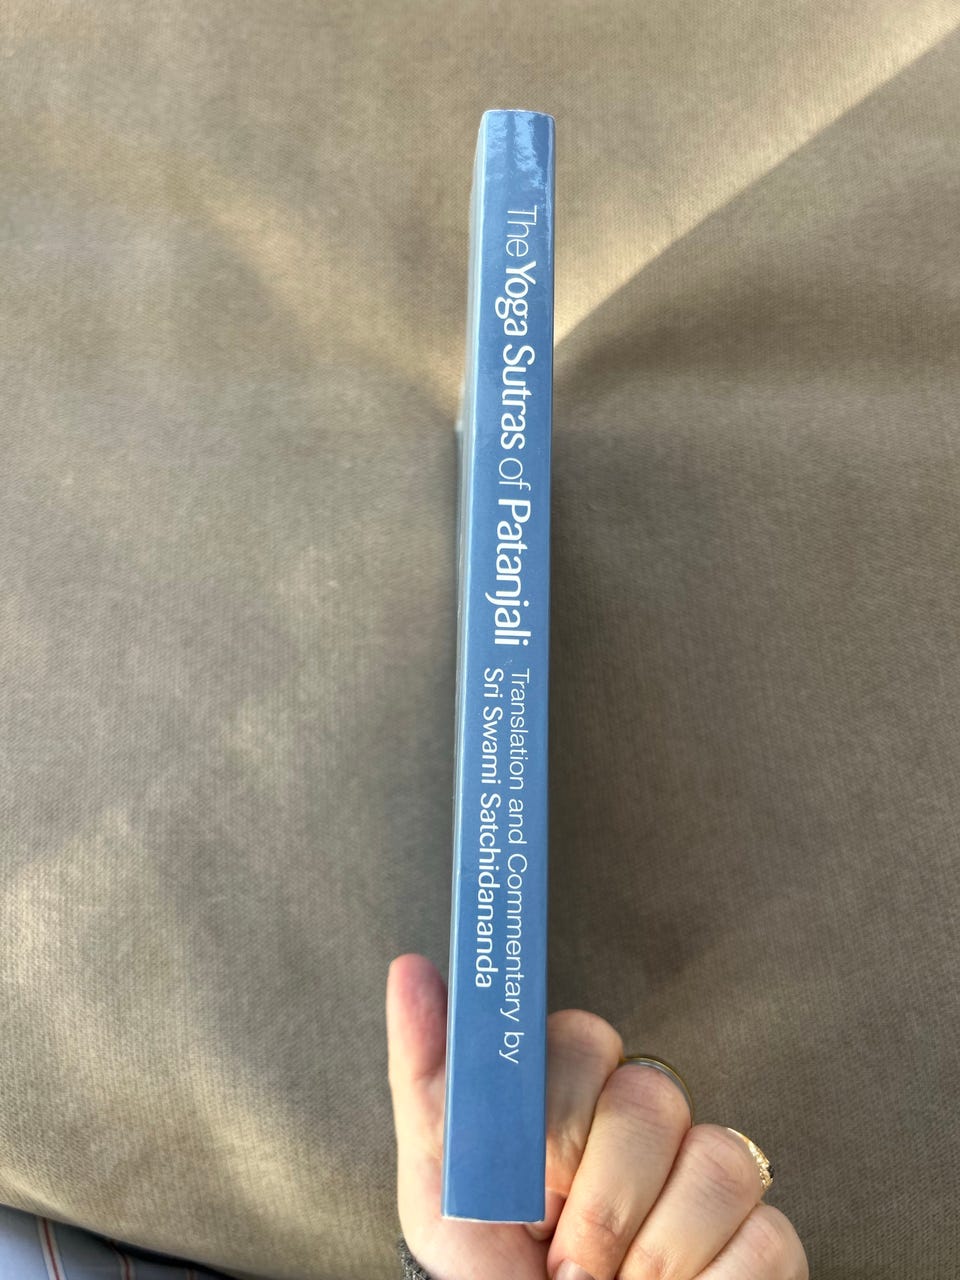 The Yoga Sutras of Patanjali
Translation and Commentary by
Sri Swami Satchidananda